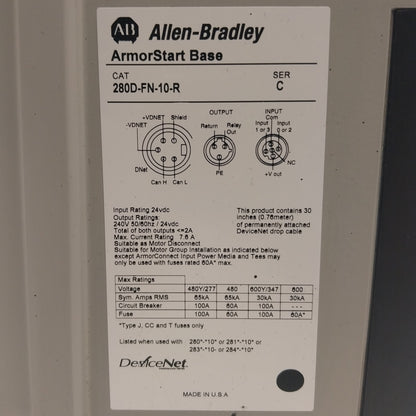 AB Allen-Bradley
ArmorStart Base
CAT SER
280D-FN-10-R C
+VDNET Shield
-VDNET
DNet
Can H Can L
OUTPUT
Return Relay Out
PE
INPUT
Com
Input 1 or 3 Input 0 or 2
NC
+V out
Input Rating 24vdc
Output Ratings:
240V 50/60hz / 24vdc
Total of both outputs <=2A
Max. Current Rating 7.6 A
Suitable as Motor Disconnect
This product contains 30
inches (0.76meter)
of permanently attached
DeviceNet drop cable
Suitable for Motor Group Installation as indicated below
except ArmorConnect Input Power Media and Tees may
only be used with fuses rated 60A* max.
Max Ratings
Voltage 480Y/277 480 600Y/347 600
Sym. Amps RMS 65kA 65kA 30kA 30kA
Circuit Breaker 100A 100A 100A ---
Fuse 100A 100A 100A 60A*
*Type J, CC and T fuses only
Listed when used with 280*-*10* or 281*-*10* or
283*-*10- or 284*-*10*
DeviceNet
MADE IN U.S.A